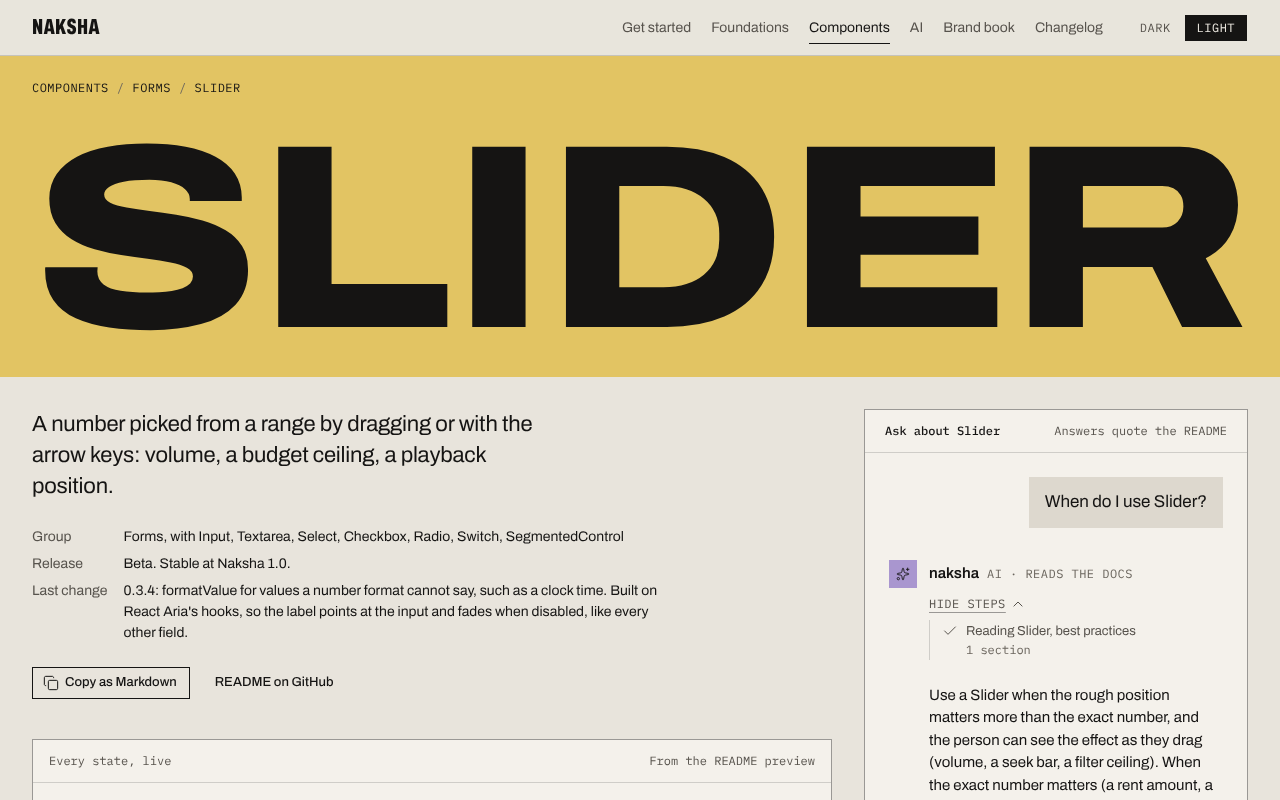 NAKSHA
Get started Foundations Components AI Brand book Changelog DARK LIGHT
COMPONENTS / FORMS / SLIDER
SLIDER
A number picked from a range by dragging or with the
arrow keys: volume, a budget ceiling, a playback
position.
Group Forms, with Input, Textarea, Select, Checkbox, Radio, Switch, SegmentedControl
Release Beta. Stable at Naksha 1.0.
Last change 0.3.4: formatValue for values a number format cannot say, such as a clock time. Built on
React Aria's hooks, so the label points at the input and fades when disabled, like every
other field.
Copy as Markdown README on GitHub
Every state, live From the README preview
Ask about Slider Answers quote the README
When do I use Slider?
naksha AI · READS THE DOCS
HIDE STEPS
Reading Slider, best practices
1 section
Use a Slider when the rough position
matters more than the exact number, and
the person can see the effect as they drag
(volume, a seek bar, a filter ceiling). When
the exact number matters (a rent amount, a